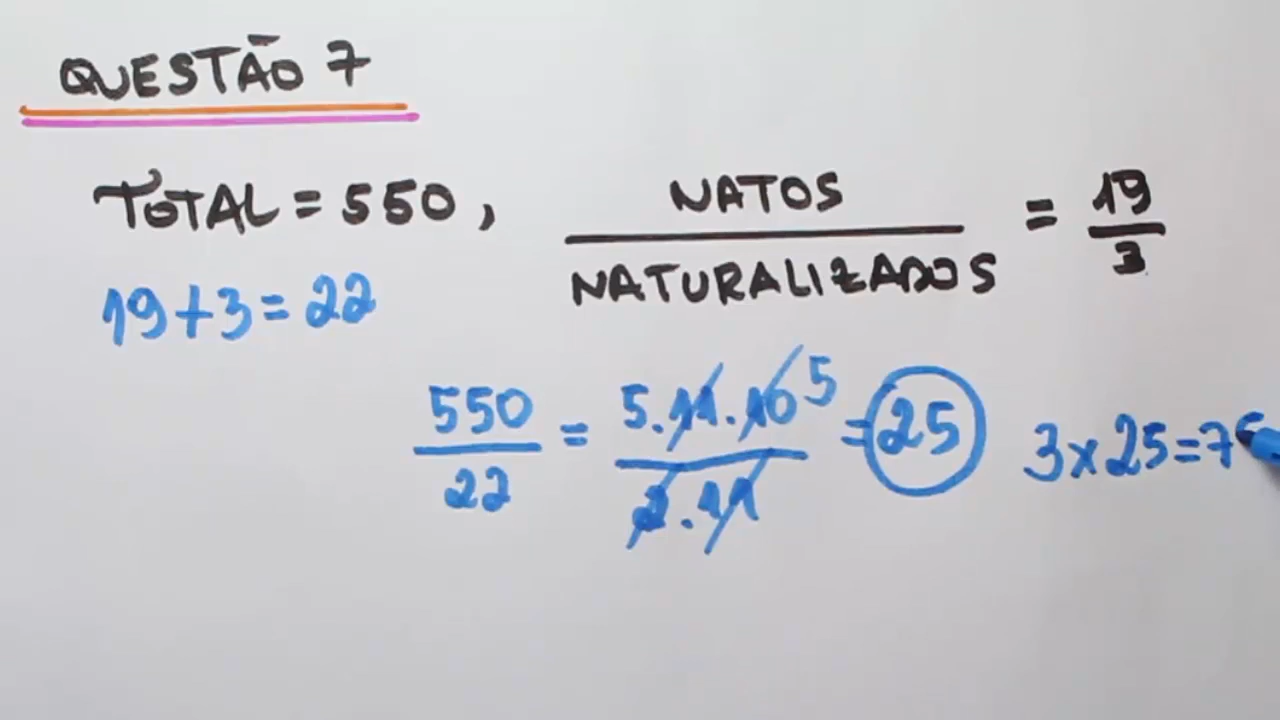 QUESTÃO 7
TOTAL = 550, NATOS / NATURALIZADOS = 19/3
19+3=22
550/22 = 5.11.10 5 / 2.11 = 25 3x25=75